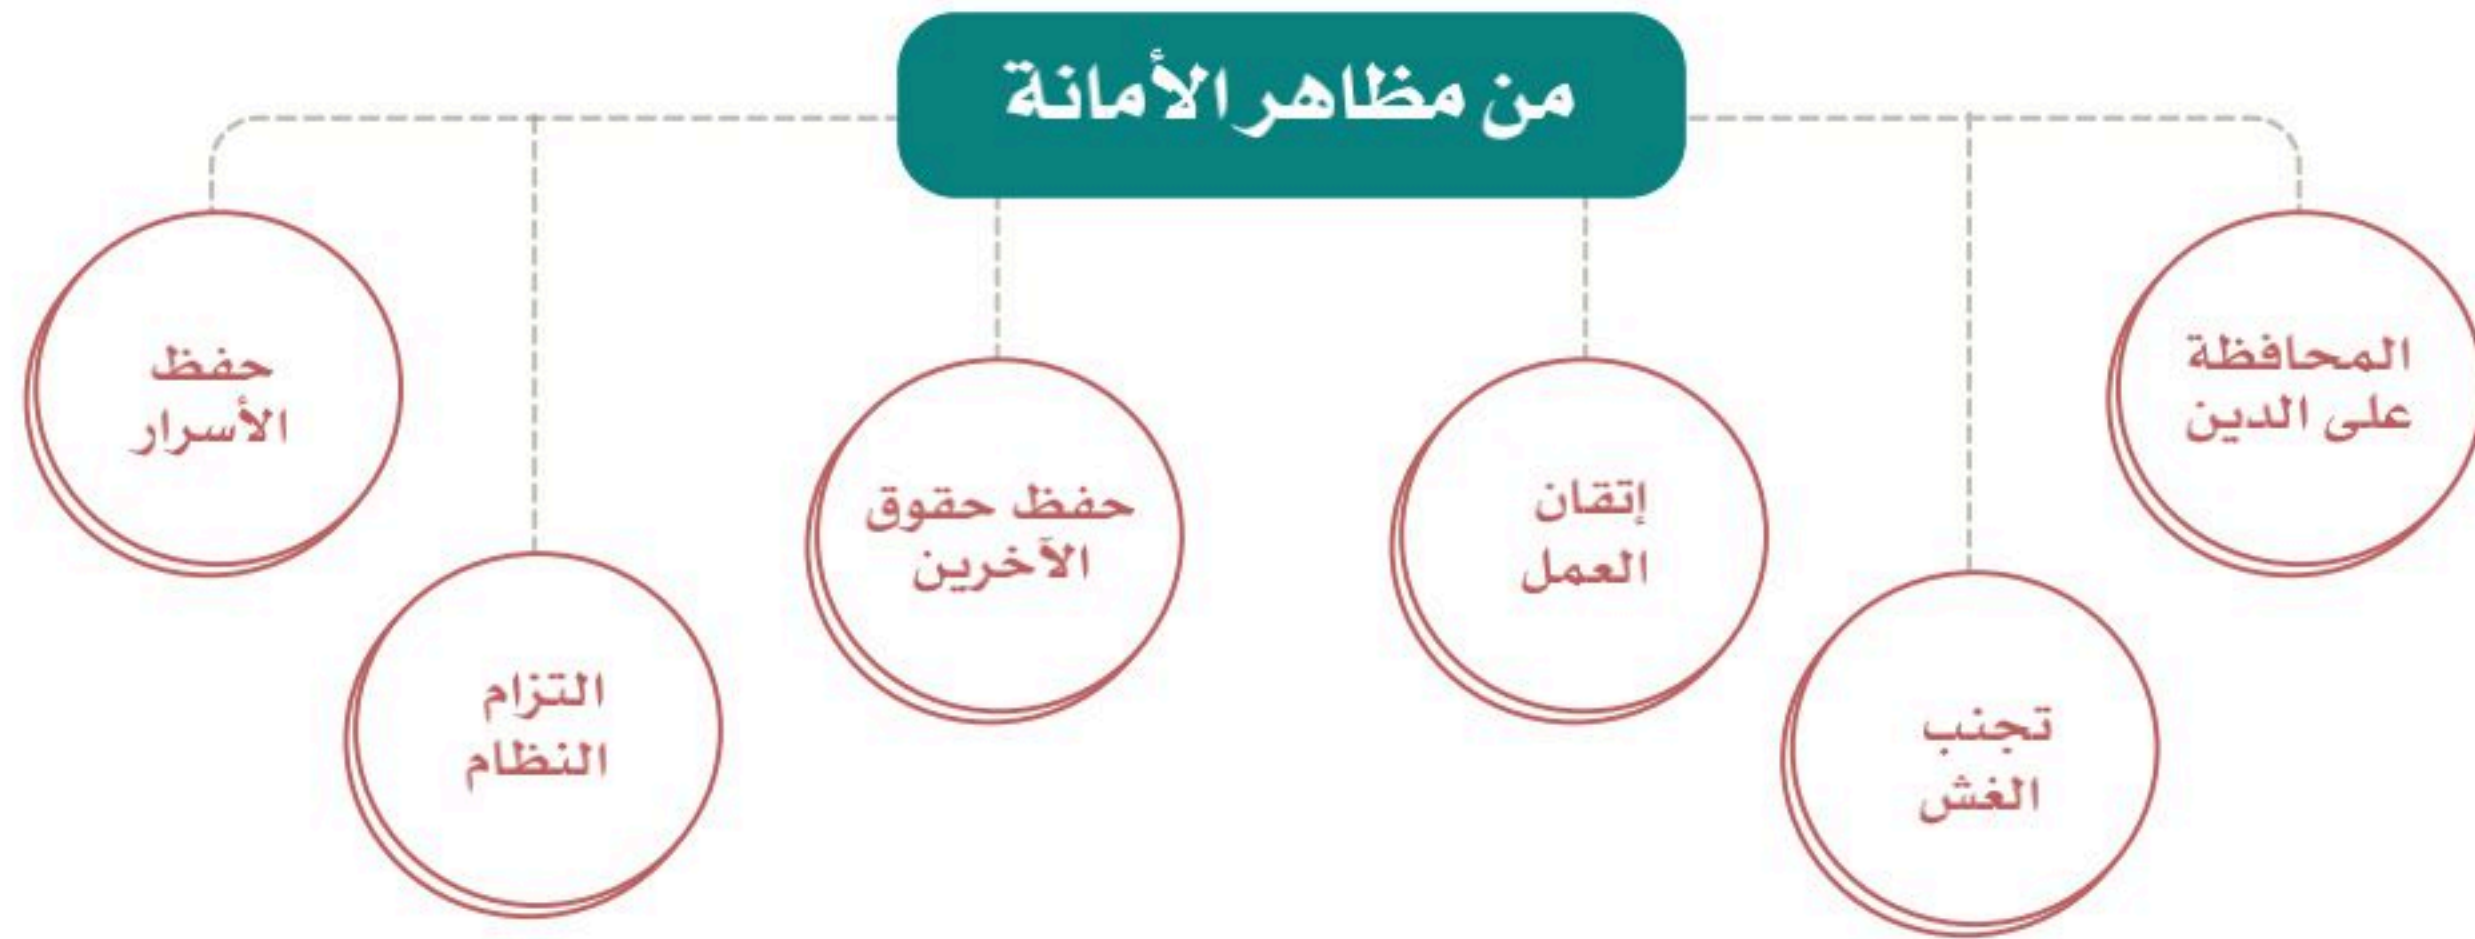 من مظاهر الأمانة
المحافظة
على الدين
تجنب
الغش
إتقان
العمل
حفظ حقوق
الآخرين
التزام
النظام
حفظ
الأسرار